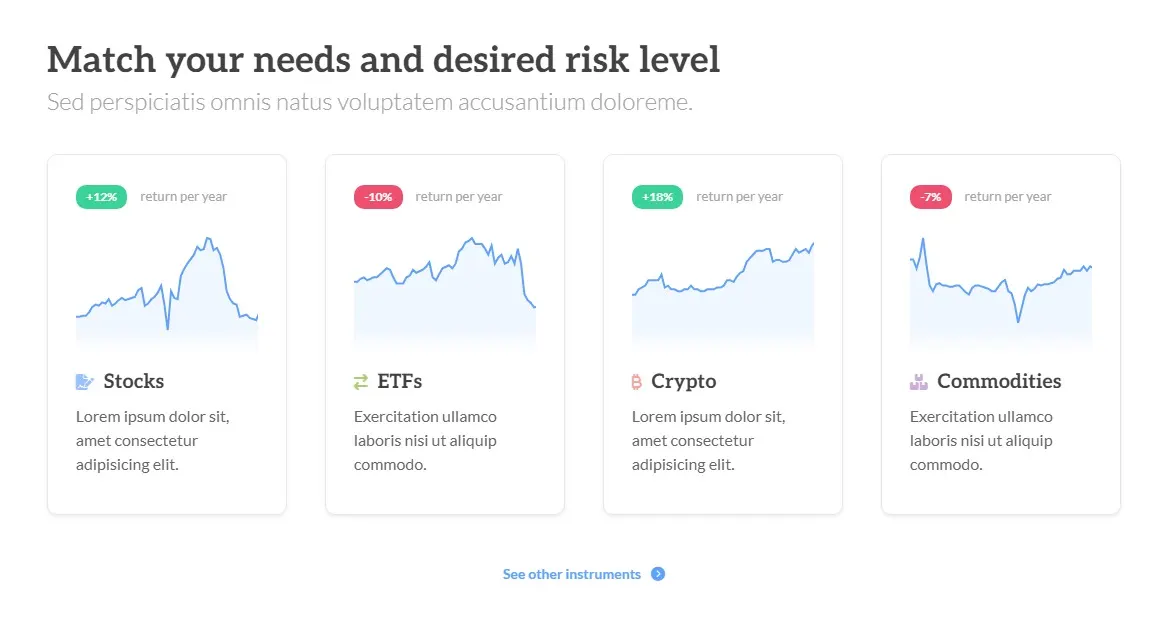 Match your needs and desired risk level
Sed perspiciatis omnis natus voluptatem accusantium doloreme.
+12% return per year
Stocks
Lorem ipsum dolor sit,
amet consectetur
adipisicing elit.
-10% return per year
ETFs
Exercitation ullamco
laboris nisi ut aliquip
commodo.
+18% return per year
Crypto
Lorem ipsum dolor sit,
amet consectetur
adipisicing elit.
-7% return per year
Commodities
Exercitation ullamco
laboris nisi ut aliquip
commodo.
See other instruments